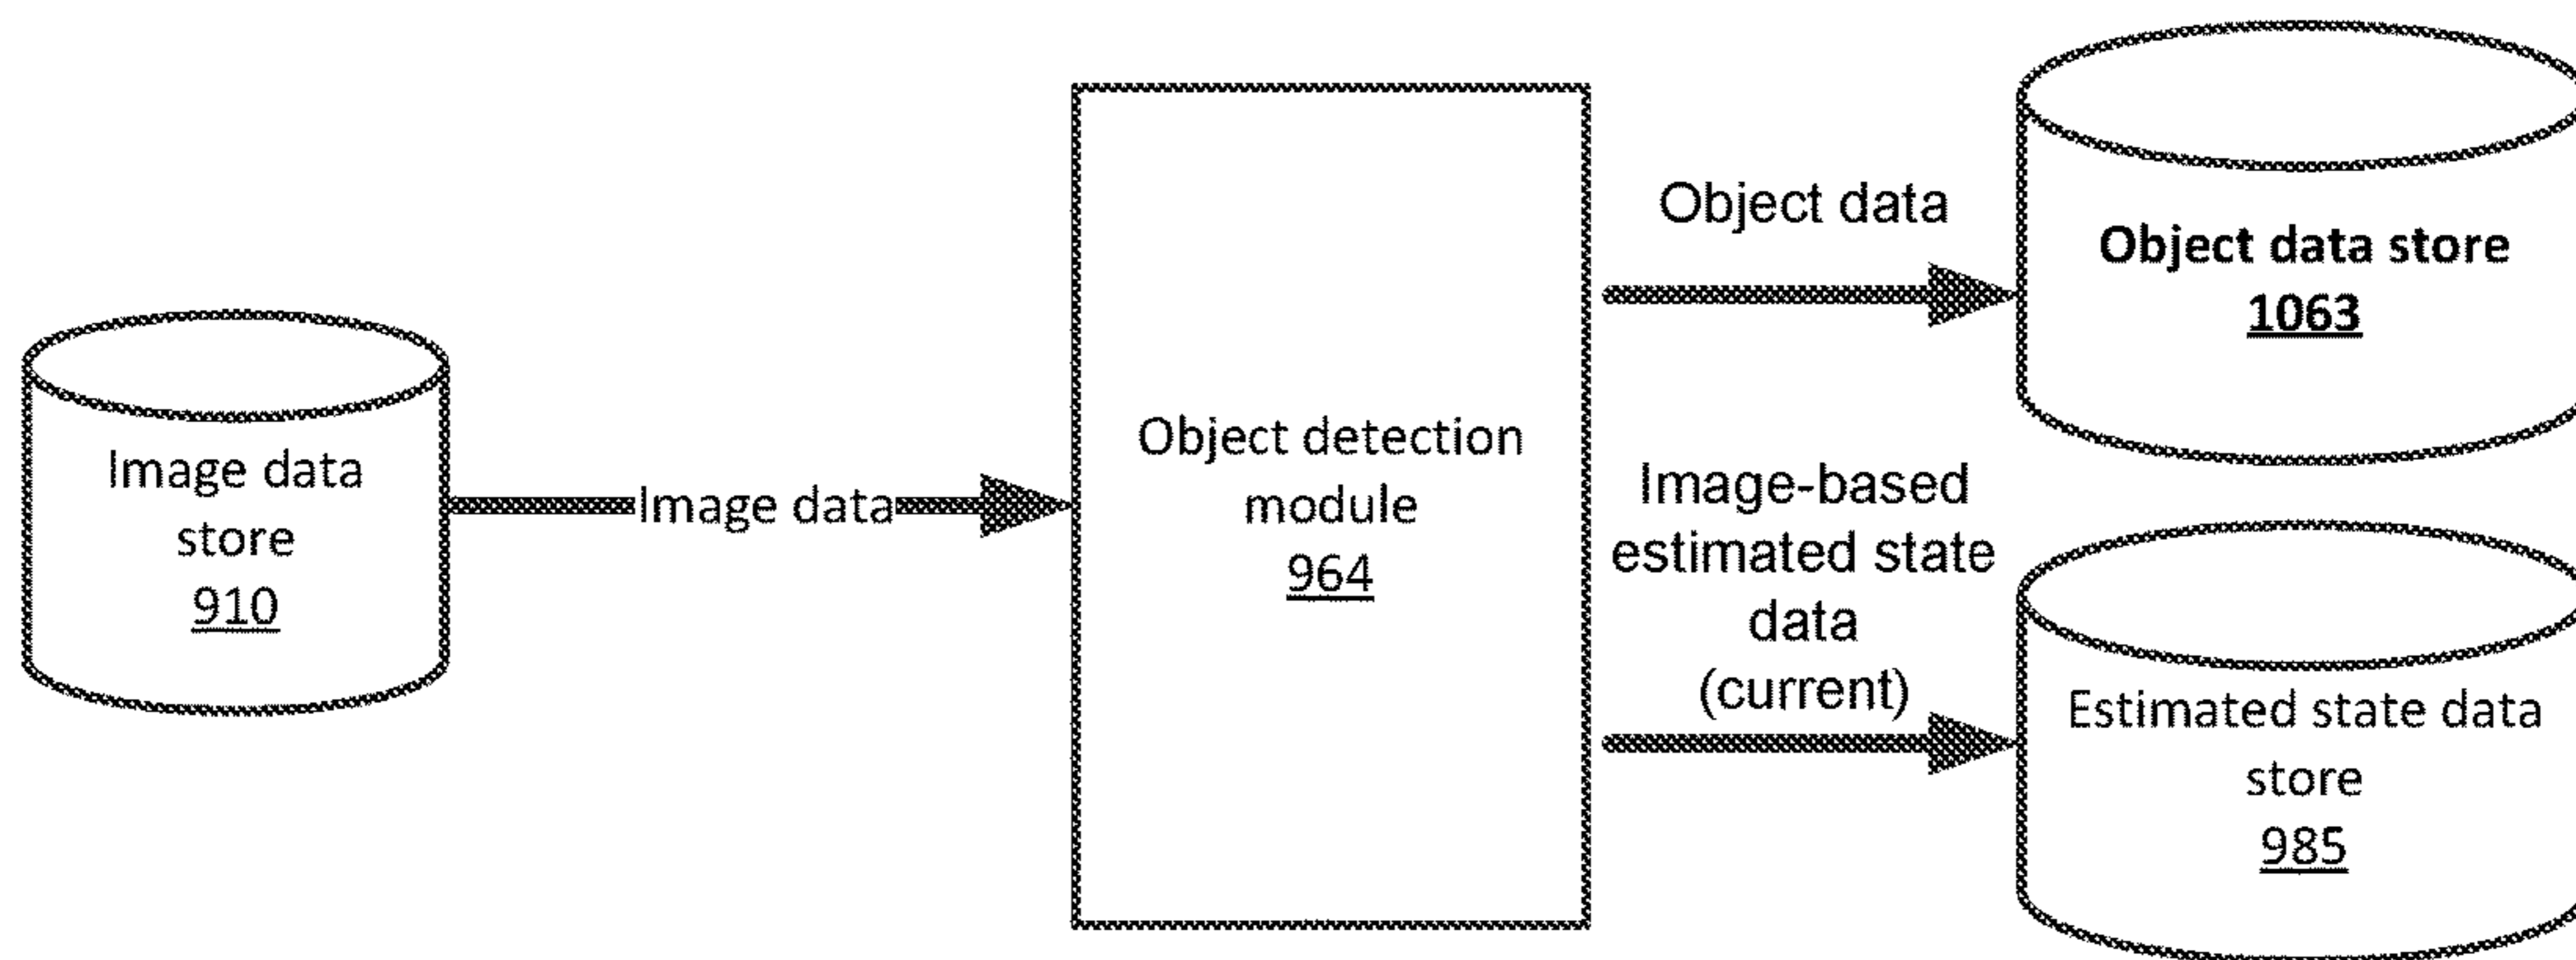 Image data
store
910
Image data
Object detection
module
964
Object data
Image-based
estimated state
data
(current)
Object data store
1063
Estimated state data
store
985